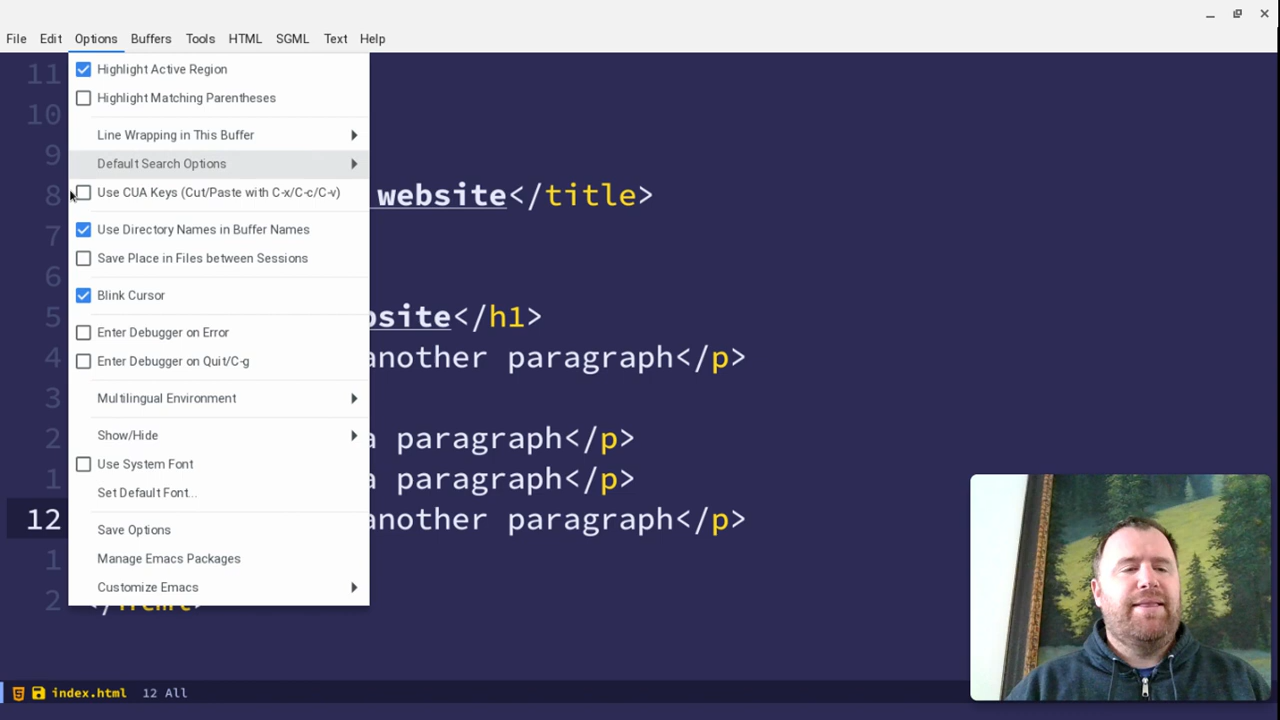 File Edit Options Buffers Tools HTML SGML Text Help
Highlight Active Region
Highlight Matching Parentheses
Line Wrapping in This Buffer
Default Search Options
Use CUA Keys (Cut/Paste with C-x/C-c/C-v)
Use Directory Names in Buffer Names
Save Place in Files between Sessions
Blink Cursor
Enter Debugger on Error
Enter Debugger on Quit/C-g
Multilingual Environment
Show/Hide
Use System Font
Set Default Font...
Save Options
Manage Emacs Packages
Customize Emacs
11
10
9
8 website</title>
7
6
5 </h1>
4 another paragraph</p>
3
2 a paragraph</p>
1 a paragraph</p>
12 another paragraph</p>
1
2
index.html 12 All